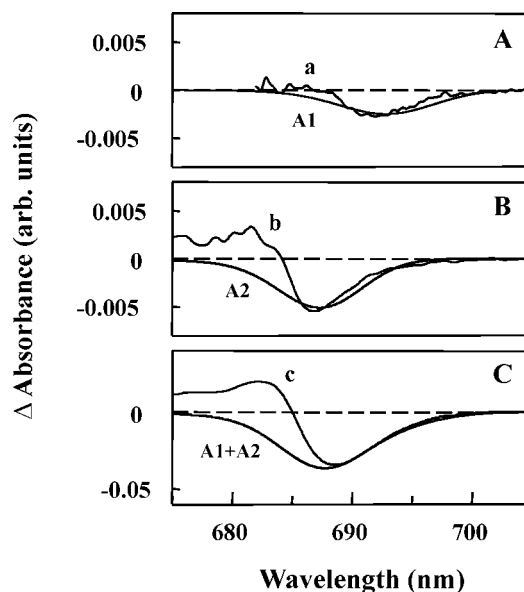 0.005
A
a
0
A1
-0.005
0.005
B
b
0
A2
-0.005
Δ Absorbance (arb. units)
C
c
0
A1+A2
-0.05
680
690
700
Wavelength (nm)